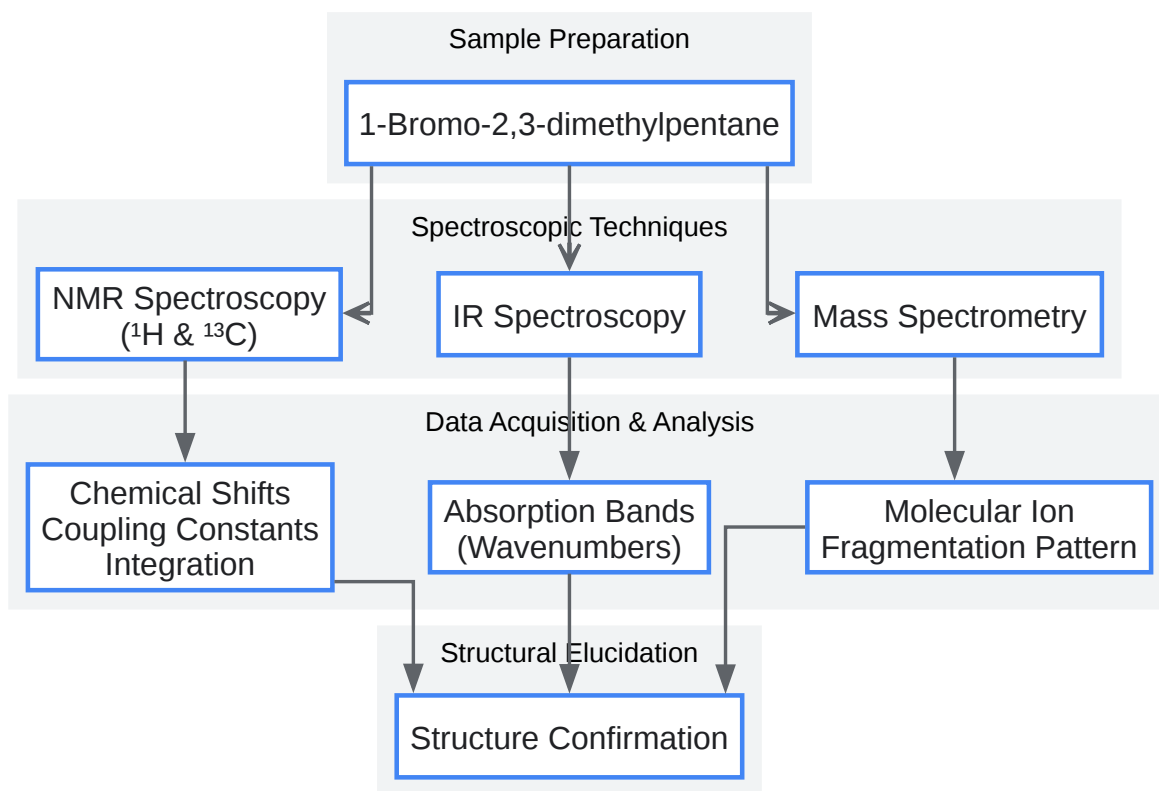 Sample Preparation
1-Bromo-2,3-dimethylpentane
Spectroscopic Techniques
NMR Spectroscopy
(¹H & ¹³C)
IR Spectroscopy
Mass Spectrometry
Data Acquisition & Analysis
Chemical Shifts
Coupling Constants
Integration
Absorption Bands
(Wavenumbers)
Molecular Ion
Fragmentation Pattern
Structural Elucidation
Structure Confirmation